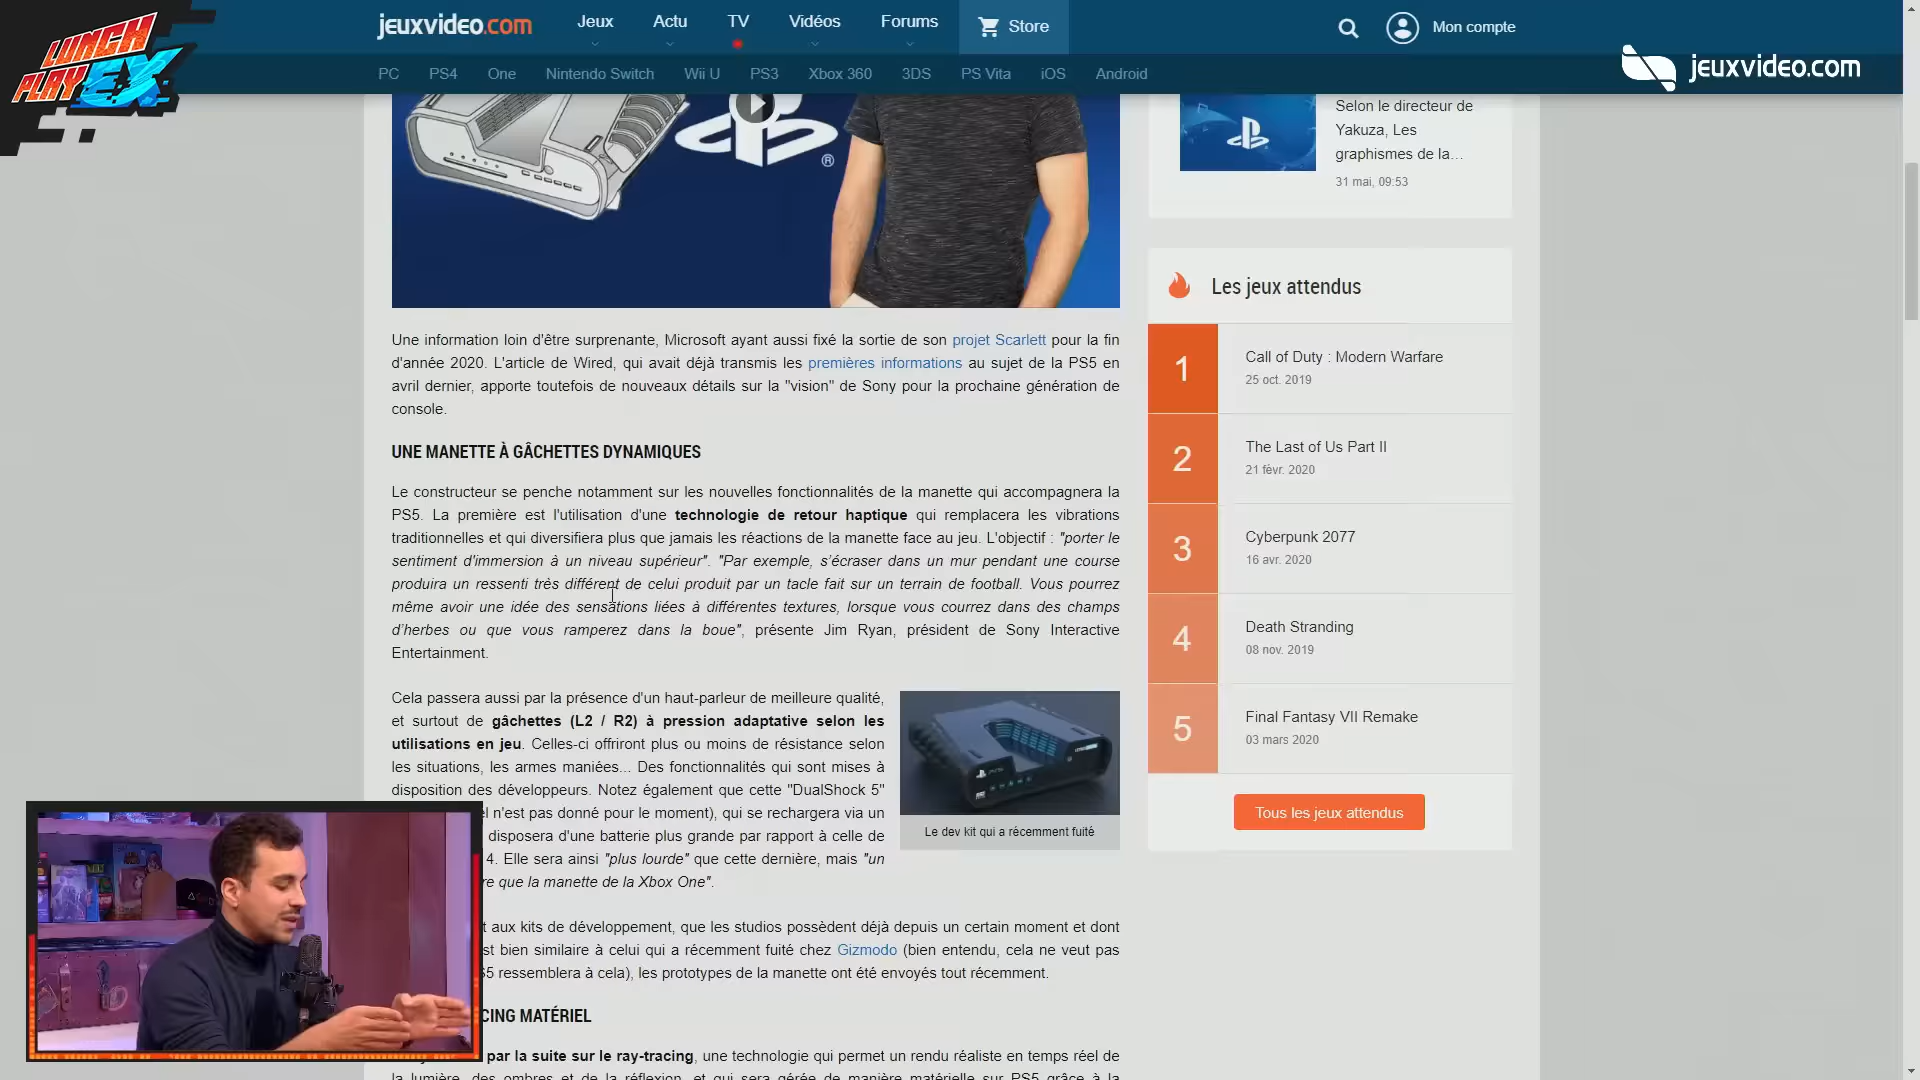 LUNCH
PLAY EX
jeuxvideo.com
Jeux
Actu
TV
Vidéos
Forums
Store
Mon compte
PC
PS4
One
Nintendo Switch
Wii U
PS3
Xbox 360
3DS
PS Vita
iOS
Android
jeuxvideo.com
®
Selon le directeur de
Yakuza, Les
graphismes de la...
31 mai, 09:53
Une information loin d'être surprenante, Microsoft ayant aussi fixé la sortie de son projet Scarlett pour la fin
d'année 2020. L'article de Wired, qui avait déjà transmis les premières informations au sujet de la PS5 en
avril dernier, apporte toutefois de nouveaux détails sur la "vision" de Sony pour la prochaine génération de
console.
UNE MANETTE À GÂCHETTES DYNAMIQUES
Le constructeur se penche notamment sur les nouvelles fonctionnalités de la manette qui accompagnera la
PS5. La première est l'utilisation d'une technologie de retour haptique qui remplacera les vibrations
traditionnelles et qui diversifiera plus que jamais les réactions de la manette face au jeu. L'objectif : "porter le
sentiment d'immersion à un niveau supérieur". "Par exemple, s'écraser dans un mur pendant une course
produira un ressenti très différent de celui produit par un tacle fait sur un terrain de football. Vous pourrez
même avoir une idée des sensations liées à différentes textures, lorsque vous courrez dans des champs
d'herbes ou que vous ramperez dans la boue", présente Jim Ryan, président de Sony Interactive
Entertainment.
Cela passera aussi par la présence d'un haut-parleur de meilleure qualité,
et surtout de gâchettes (L2 / R2) à pression adaptative selon les
utilisations en jeu. Celles-ci offriront plus ou moins de résistance selon
les situations, les armes maniées... Des fonctionnalités qui sont mises à
disposition des développeurs. Notez également que cette "DualShock 5"
el n'est pas donné pour le moment), qui se rechargera via un
disposera d'une batterie plus grande par rapport à celle de
4. Elle sera ainsi "plus lourde" que cette dernière, mais "un
re que la manette de la Xbox One".
Le dev kit qui a récemment fuité
t aux kits de développement, que les studios possèdent déjà depuis un certain moment et dont
st bien similaire à celui qui a récemment fuité chez Gizmodo (bien entendu, cela ne veut pas
S5 ressemblera à cela), les prototypes de la manette ont été envoyés tout récemment.
CING MATÉRIEL
par la suite sur le ray-tracing, une technologie qui permet un rendu réaliste en temps réel de
la lumière, des ombres et de la réflexion, et qui sera gérée de manière matérielle sur PS5 grâce à la
Les jeux attendus
1
Call of Duty : Modern Warfare
25 oct. 2019
2
The Last of Us Part II
21 févr. 2020
3
Cyberpunk 2077
16 avr. 2020
4
Death Stranding
08 nov. 2019
5
Final Fantasy VII Remake
03 mars 2020
Tous les jeux attendus